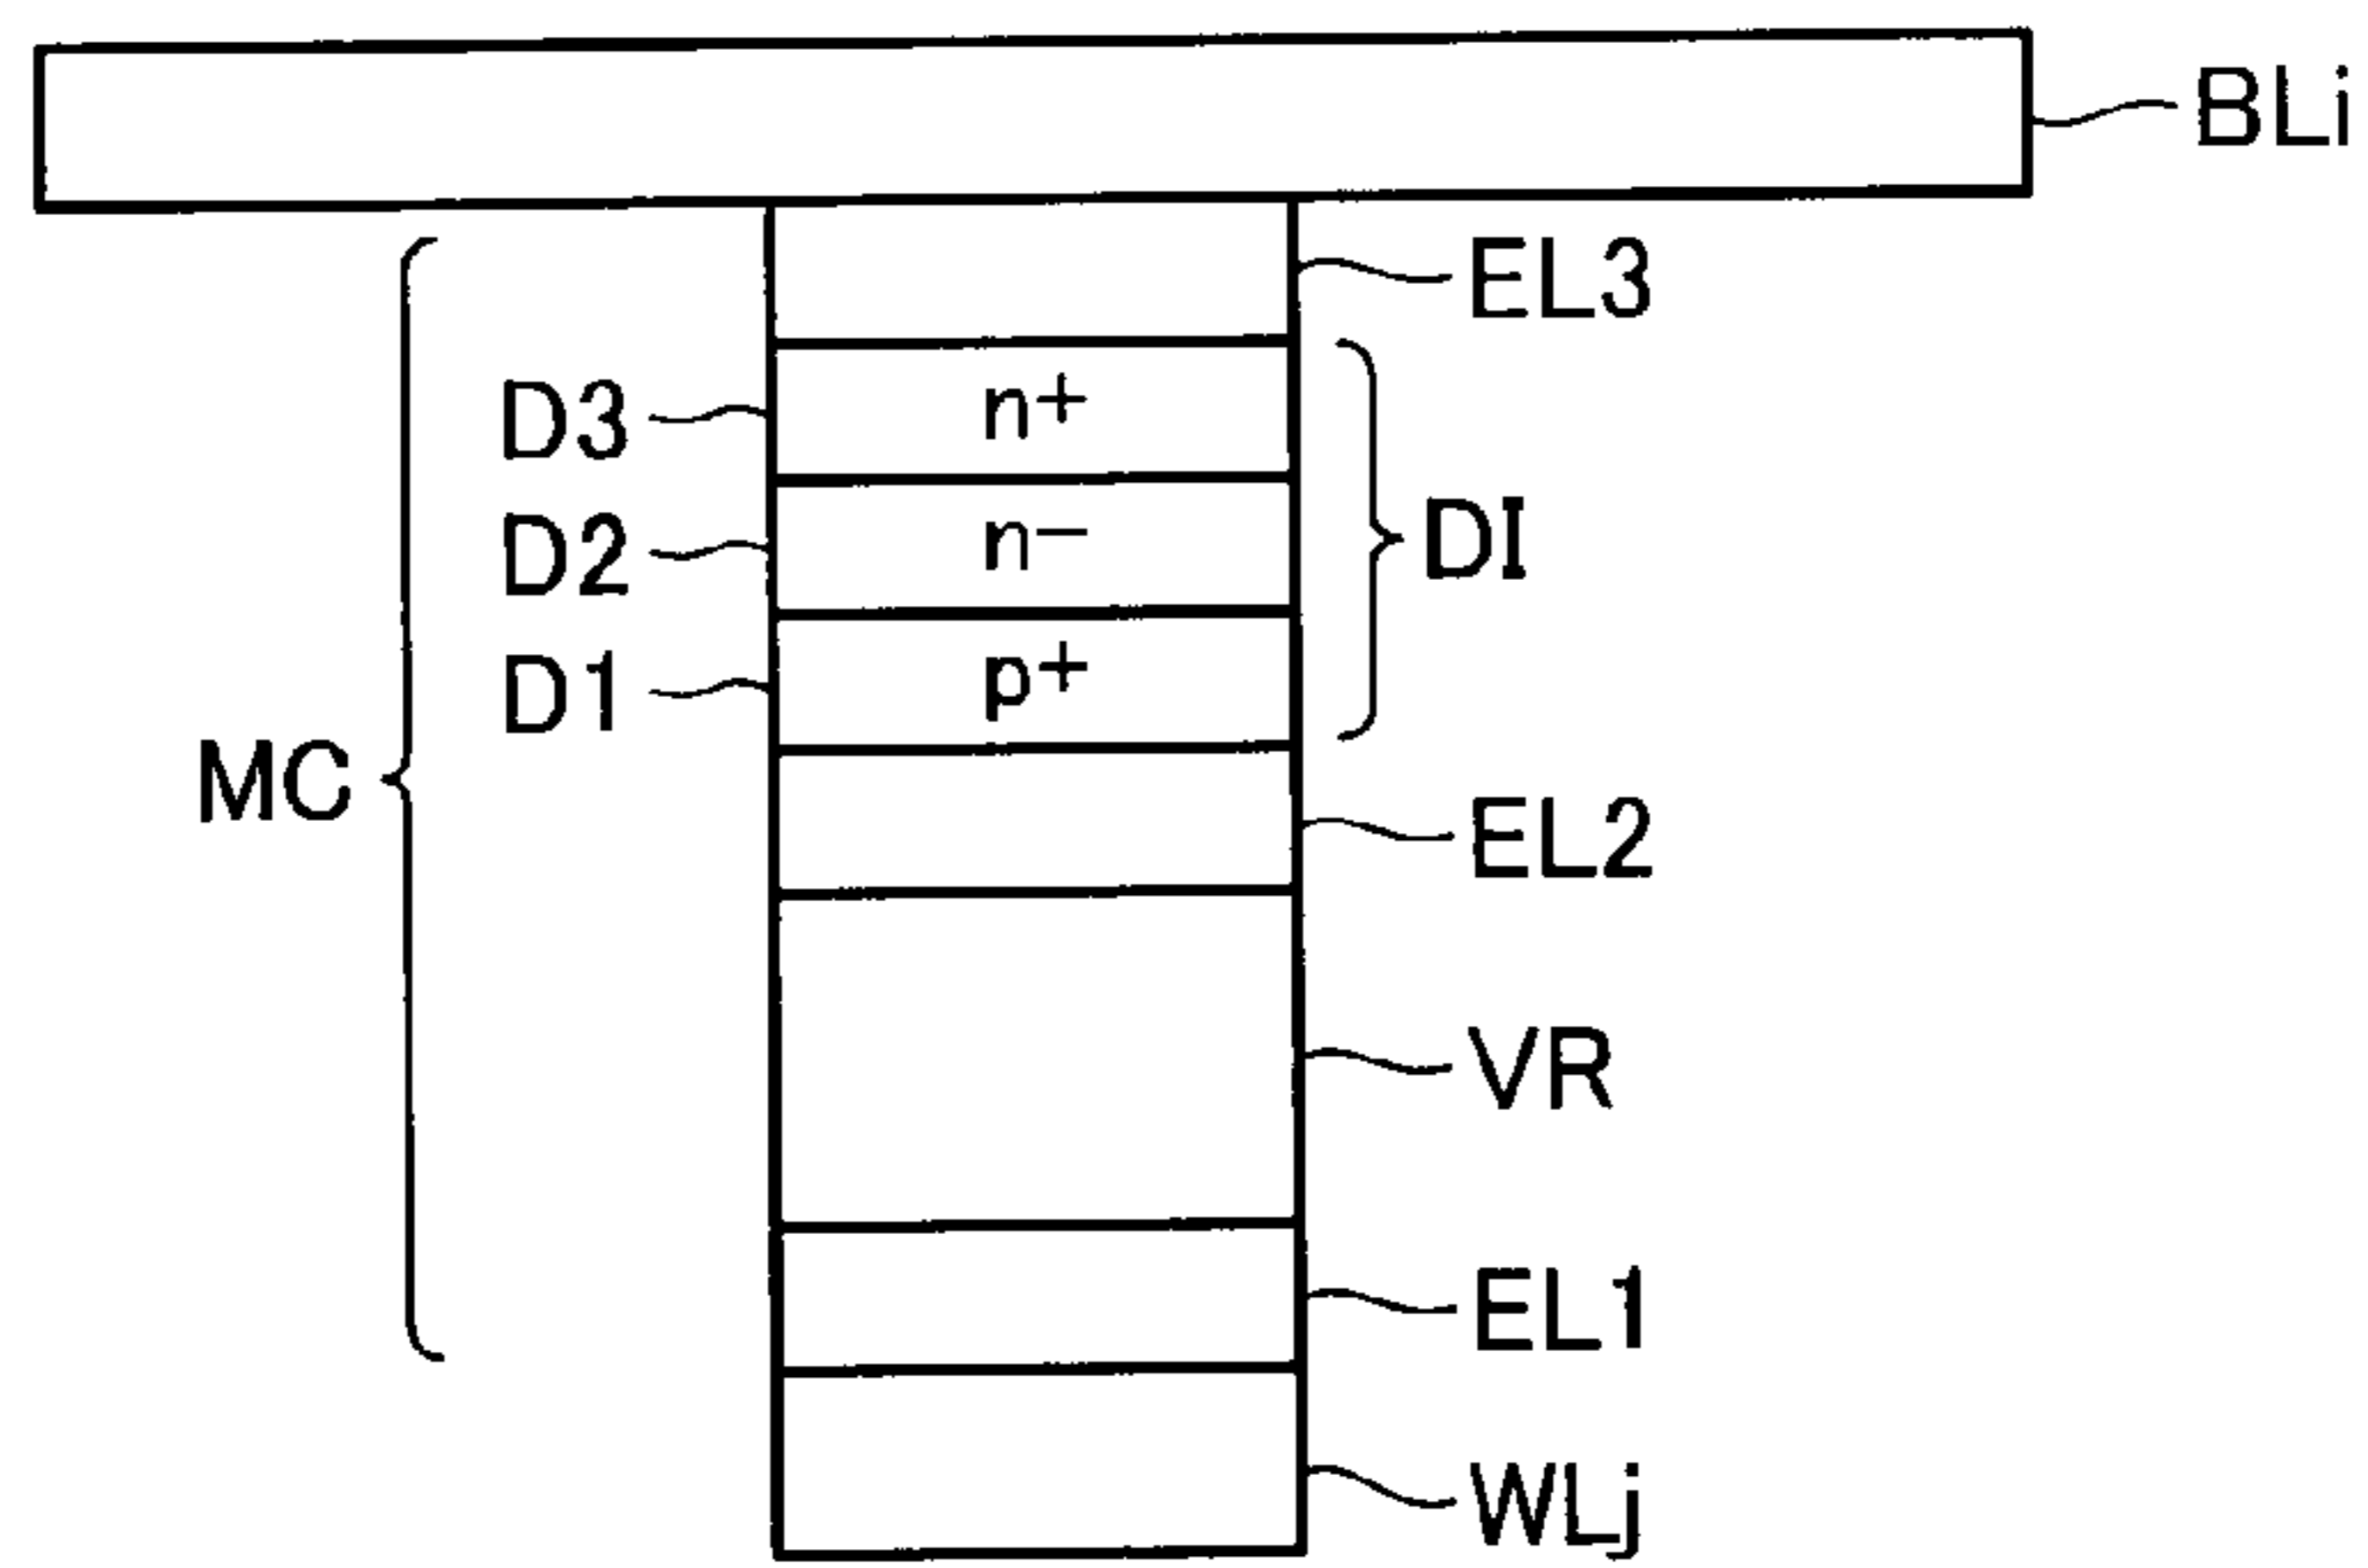 BLi
EL3
D3 n+
D2 n−
DI
D1 p+
MC
EL2
VR
EL1
WLj